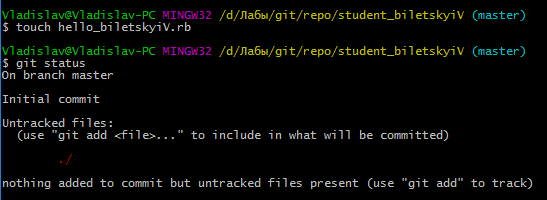 Vladislav@Vladislav-PC MINGW32 /d/Лабы/git/repo/student_biletskyiV (master)
$ touch hello_biletskyiV.rb
Vladislav@Vladislav-PC MINGW32 /d/Лабы/git/repo/student_biletskyiV (master)
$ git status
On branch master
Initial commit
Untracked files:
  (use "git add <file>..." to include in what will be committed)
        ./
nothing added to commit but untracked files present (use "git add" to track)